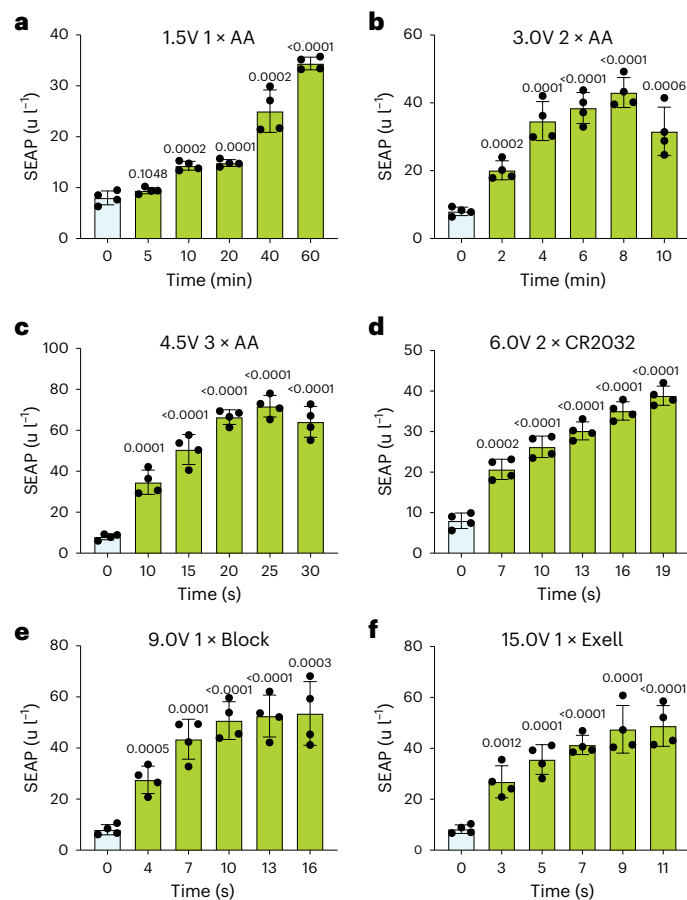 a
1.5V 1 × AA
SEAP (u l⁻¹)
40
30
20
10
0
0.1048
0.0002
0.0001
0.0002
<0.0001
0 5 10 20 40 60
Time (min)
b
3.0V 2 × AA
SEAP (u l⁻¹)
60
40
20
0
0.0002
0.0001
<0.0001
<0.0001
0.0006
0 2 4 6 8 10
Time (min)
c
4.5V 3 × AA
SEAP (u l⁻¹)
100
80
60
40
20
0
0.0001
<0.0001
<0.0001
<0.0001
<0.0001
0 10 15 20 25 30
Time (s)
d
6.0V 2 × CR2032
SEAP (u l⁻¹)
50
40
30
20
10
0
0.0002
<0.0001
<0.0001
<0.0001
<0.0001
0 7 10 13 16 19
Time (s)
e
9.0V 1 × Block
SEAP (u l⁻¹)
80
60
40
20
0
0.0005
0.0001
<0.0001
<0.0001
0.0003
0 4 7 10 13 16
Time (s)
f
15.0V 1 × Exell
SEAP (u l⁻¹)
80
60
40
20
0
0.0012
0.0001
<0.0001
0.0001
<0.0001
0 3 5 7 9 11
Time (s)